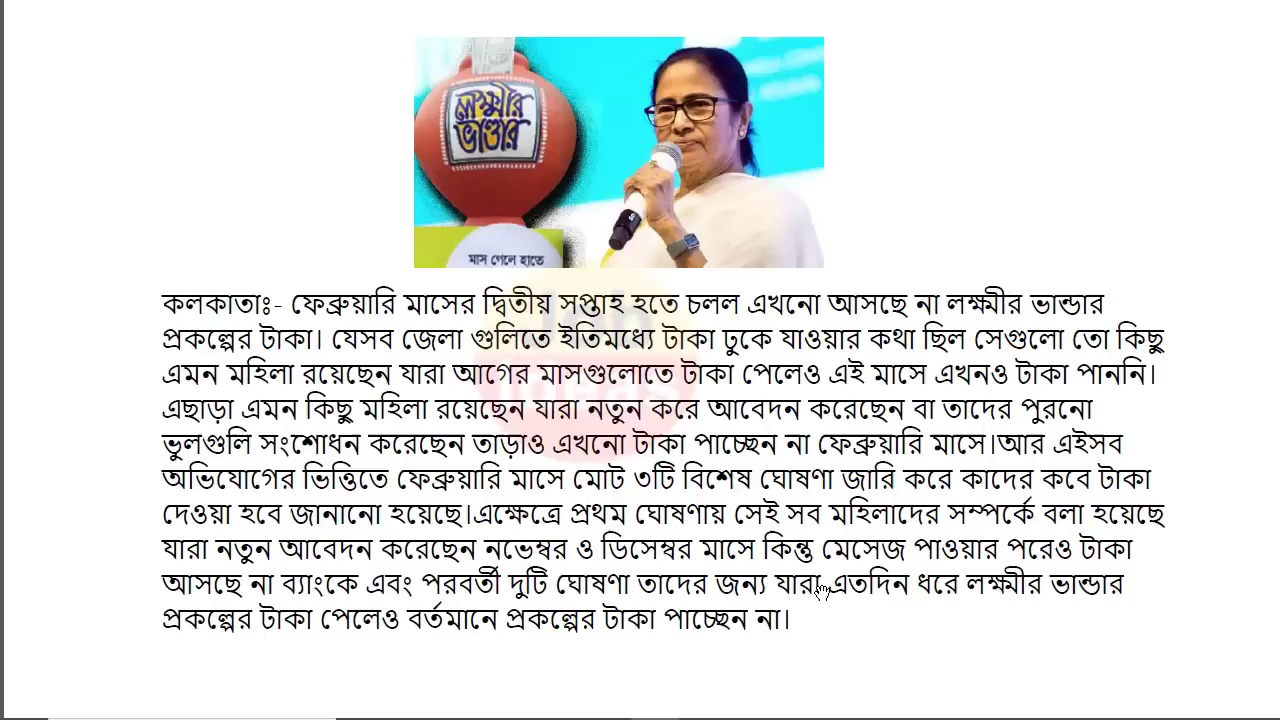 লক্ষ্মীর
ভাণ্ডার
মাস গেলে হাতে
কলকাতাঃ- ফেব্রুয়ারি মাসের দ্বিতীয় সপ্তাহ হতে চলল এখনো আসছে না লক্ষ্মীর ভান্ডার
প্রকল্পের টাকা। যেসব জেলা গুলিতে ইতিমধ্যে টাকা ঢুকে যাওয়ার কথা ছিল সেগুলো তো কিছু
এমন মহিলা রয়েছেন যারা আগের মাসগুলোতে টাকা পেলেও এই মাসে এখনও টাকা পাননি।
এছাড়া এমন কিছু মহিলা রয়েছেন যারা নতুন করে আবেদন করেছেন বা তাদের পুরনো
ভুলগুলি সংশোধন করেছেন তাড়াও এখনো টাকা পাচ্ছেন না ফেব্রুয়ারি মাসে।আর এইসব
অভিযোগের ভিত্তিতে ফেব্রুয়ারি মাসে মোট ৩টি বিশেষ ঘোষণা জারি করে কাদের কবে টাকা
দেওয়া হবে জানানো হয়েছে।এক্ষেত্রে প্রথম ঘোষণায় সেই সব মহিলাদের সম্পর্কে বলা হয়েছে
যারা নতুন আবেদন করেছেন নভেম্বর ও ডিসেম্বর মাসে কিন্তু মেসেজ পাওয়ার পরেও টাকা
আসছে না ব্যাংকে এবং পরবর্তী দুটি ঘোষণা তাদের জন্য যারা এতদিন ধরে লক্ষ্মীর ভান্ডার
প্রকল্পের টাকা পেলেও বর্তমানে প্রকল্পের টাকা পাচ্ছেন না।
Job
Ideas